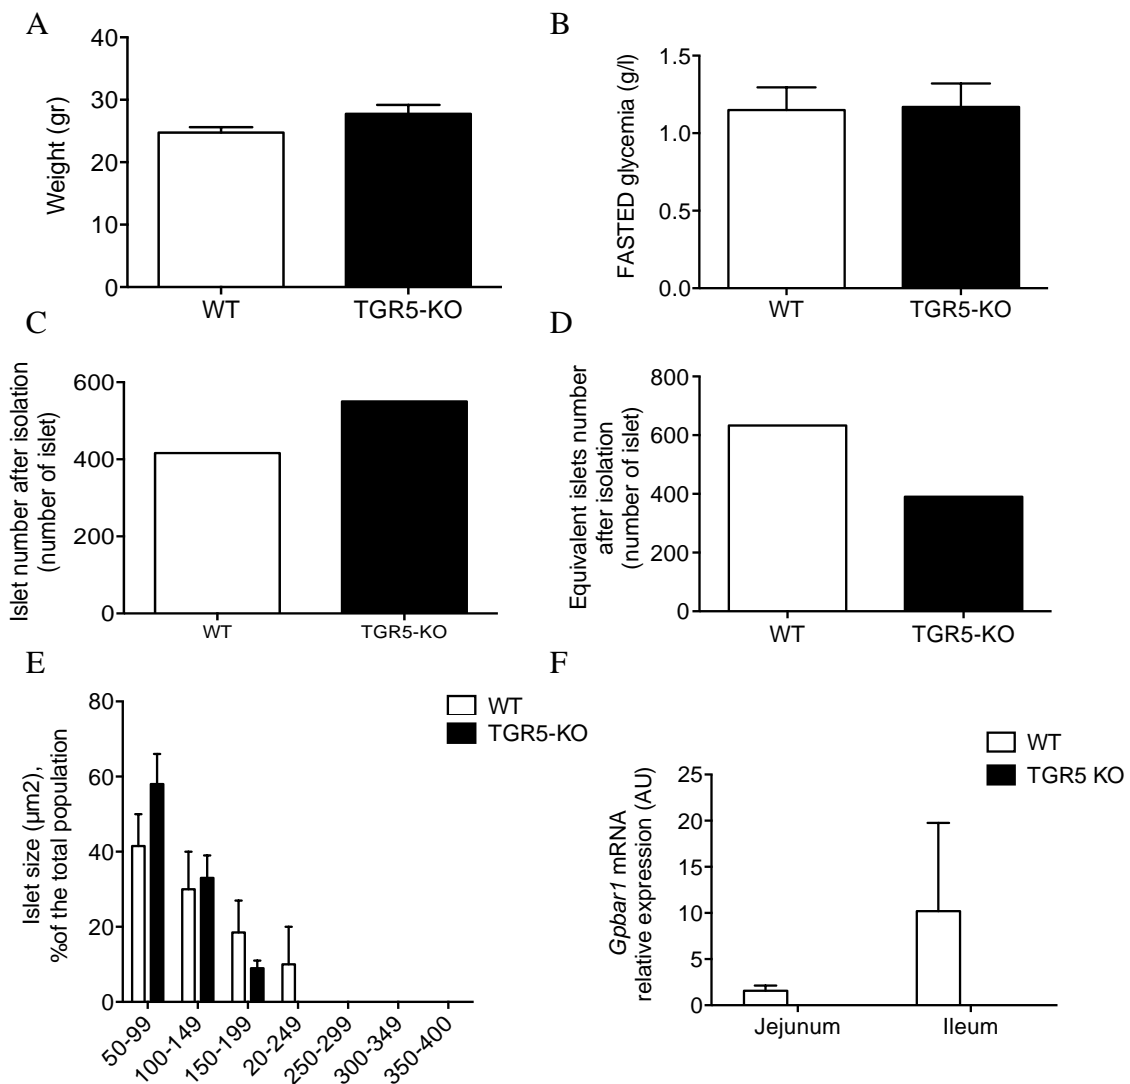 A
Weight (gr)
40
30
20
10
0
WT
TGR5-KO
B
FASTED glycemia (g/l)
1.5
1.0
0.5
0.0
WT
TGR5-KO
C
Islet number after isolation
(number of islet)
600
400
200
0
WT
TGR5-KO
D
Equivalent islets number
after isolation
(number of islet)
800
600
400
200
0
WT
TGR5-KO
E
Islet size (µm2),
%of the total population
80
60
40
20
0
50-99
100-149
150-199
20-249
250-299
300-349
350-400
WT
TGR5-KO
F
Gpbar1 mRNA
relative expression (AU)
25
20
15
10
5
0
Jejunum
Ileum
WT
TGR5 KO